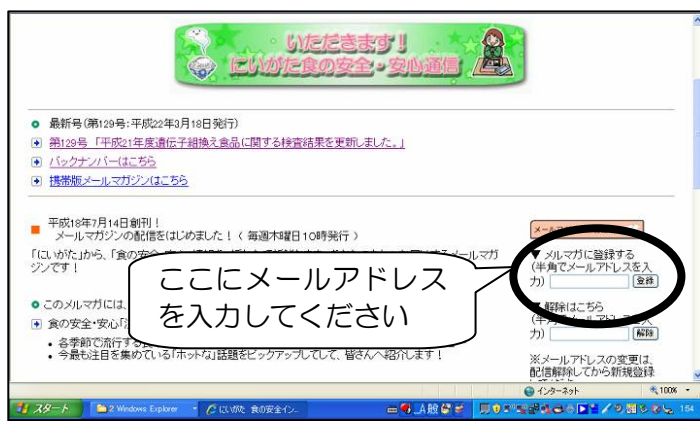 いただきます!
にいがた食の安全・安心通信
最新号(第129号:平成22年3月18日発行)
第129号「平成21年度遺伝子組換え食品に関する検査結果を更新しました。」
バックナンバーはこちら
携帯版メールマガジンはこちら
平成18年7月14日創刊!
メールマガジンの配信をはじめました!( 毎週木曜日10時発行 )
「にいがた」から、「食の安全
メールマガ
ジンです!
このメルマガには、
食の安全・安心
・各季節で流行する
・今最も注目を集めている「ホットな」話題をピックアップしてして、皆さんへ紹介します!
ここにメールアドレス
を入力してください
▼ メルマガに登録する
(半角でメールアドレスを入
力)
登録
▼ 解除はこちら
力)
解除
※メールアドレスの変更は、
配信解除してから新規登録
インターネット
100%
スタート
2 Windows Explorer
にいがた 食の安全イン...
A 般
1:54